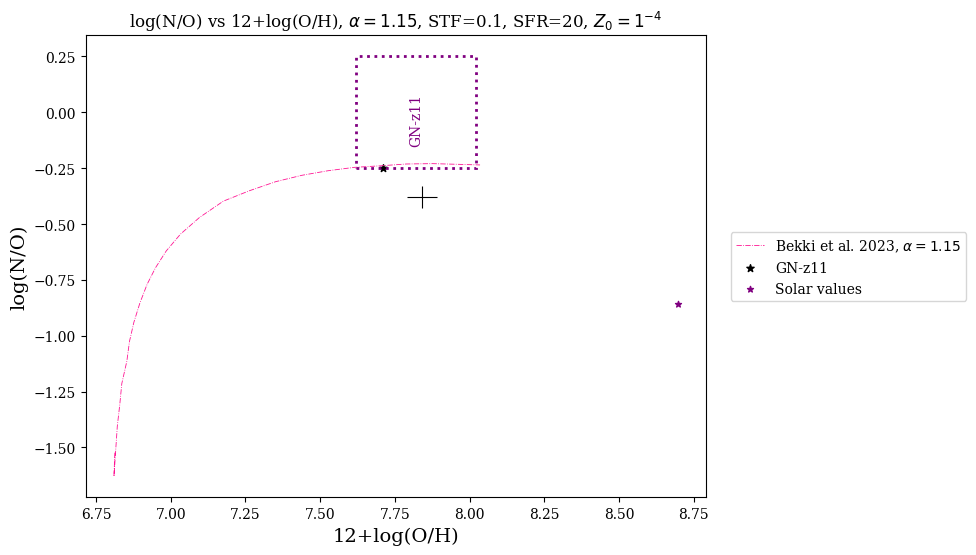 log(N/O) vs 12+log(O/H), α = 1.15, STF=0.1, SFR=20, Z₀ = 1⁻⁴
0.25
0.00
−0.25
−0.50
−0.75
−1.00
−1.25
−1.50
log(N/O)
GN-z11
6.75 7.00 7.25 7.50 7.75 8.00 8.25 8.50 8.75
12+log(O/H)
Bekki et al. 2023, α = 1.15
GN-z11
Solar values